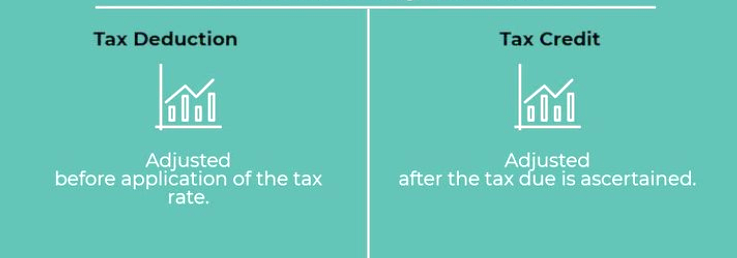 Tax Deduction
Tax Credit
Adjusted
before application of the tax
rate.
Adjusted
after the tax due is ascertained.